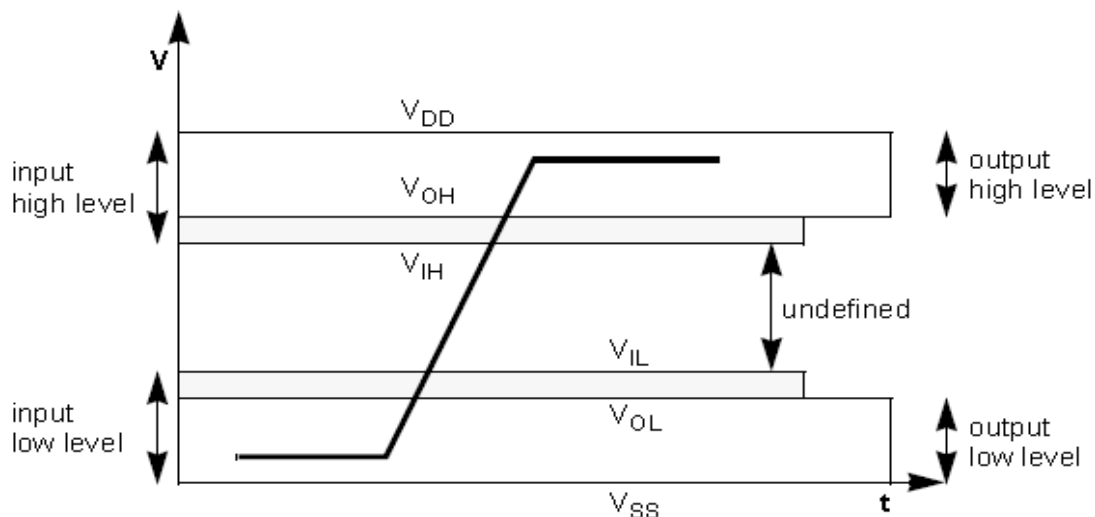 V
V_DD
input
high level
output
high level
V_OH
V_IH
undefined
V_IL
input
low level
V_OL
output
low level
V_SS
t